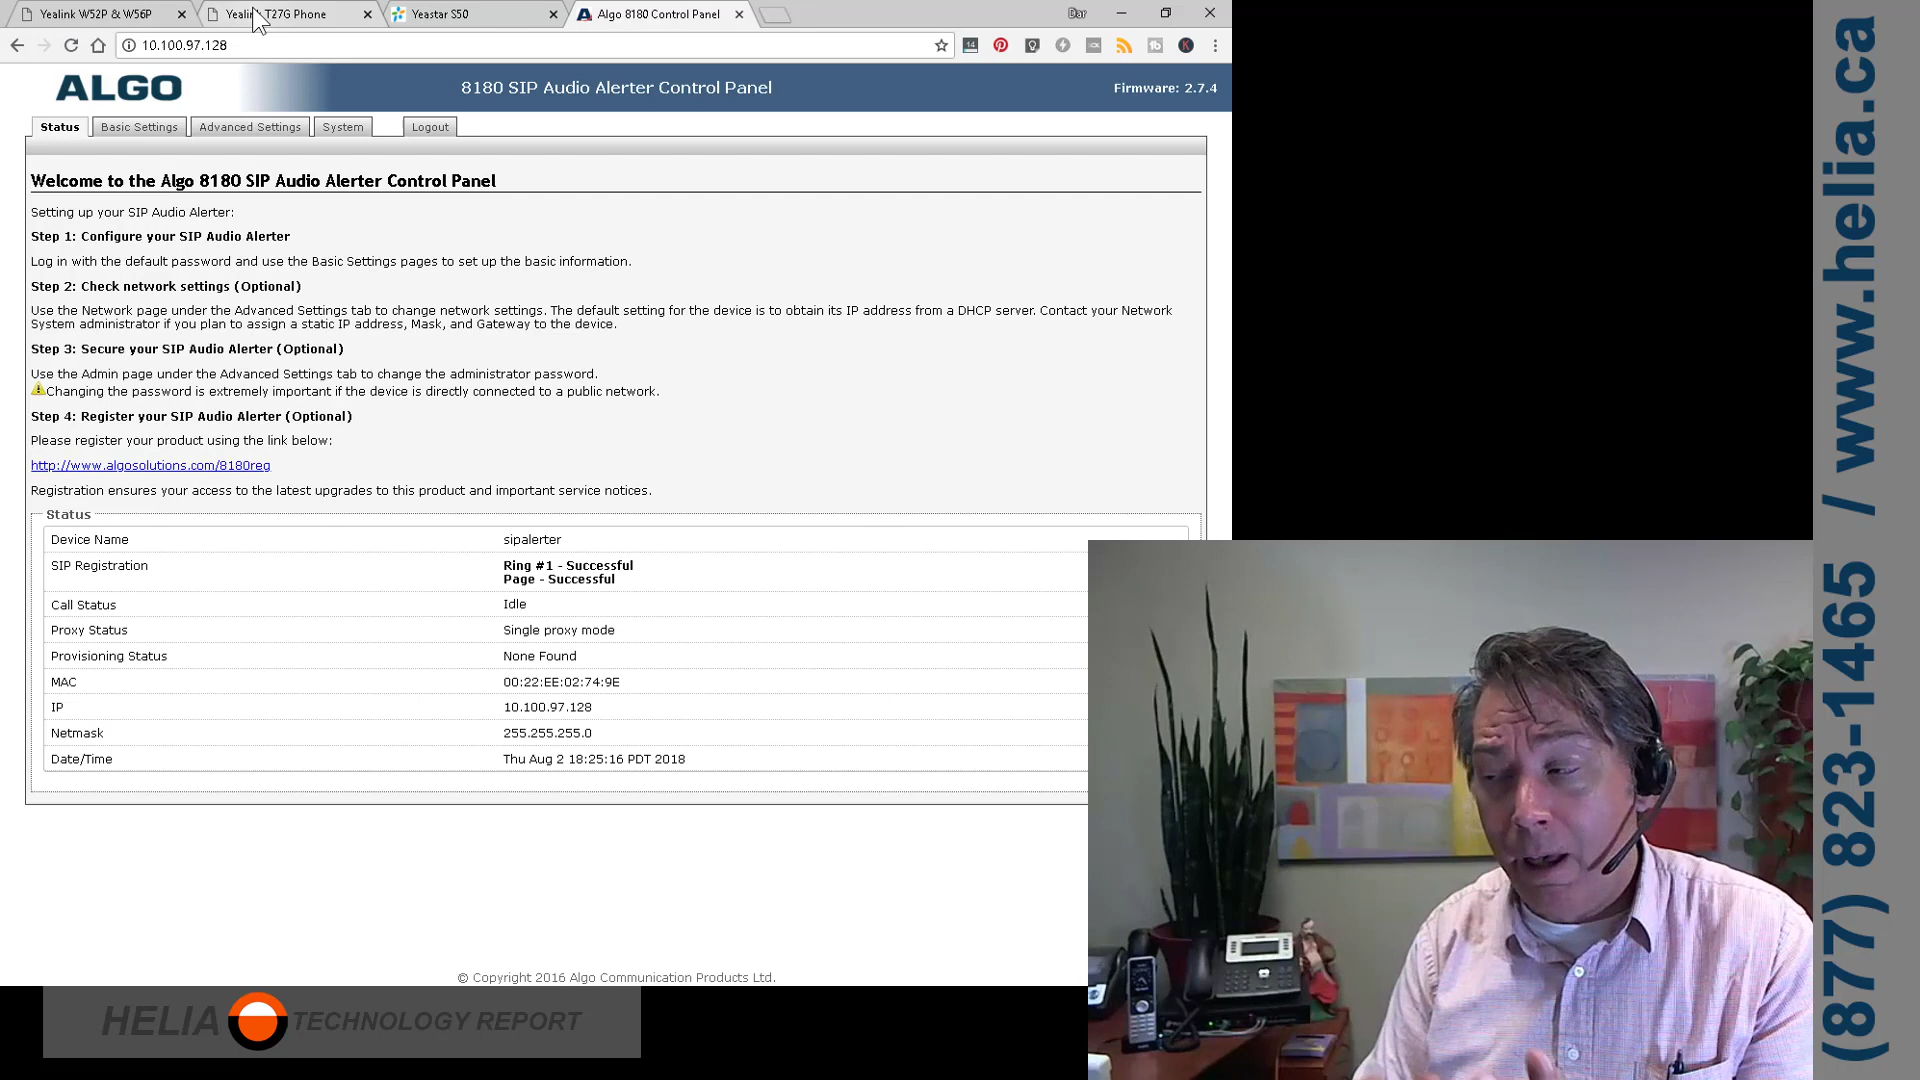 Yealink W52P & W56P
Yealink T27G Phone
Yeastar S50
Algo 8180 Control Panel
Dar
10.100.97.128
14
K
ALGO
8180 SIP Audio Alerter Control Panel
Firmware: 2.7.4
Status
Basic Settings
Advanced Settings
System
Logout
Welcome to the Algo 8180 SIP Audio Alerter Control Panel
Setting up your SIP Audio Alerter:
Step 1: Configure your SIP Audio Alerter
Log in with the default password and use the Basic Settings pages to set up the basic information.
Step 2: Check network settings (Optional)
Use the Network page under the Advanced Settings tab to change network settings. The default setting for the device is to obtain its IP address from a DHCP server. Contact your Network
System administrator if you plan to assign a static IP address, Mask, and Gateway to the device.
Step 3: Secure your SIP Audio Alerter (Optional)
Use the Admin page under the Advanced Settings tab to change the administrator password.
Changing the password is extremely important if the device is directly connected to a public network.
Step 4: Register your SIP Audio Alerter (Optional)
Please register your product using the link below:
http://www.algosolutions.com/8180reg
Registration ensures your access to the latest upgrades to this product and important service notices.
Status
Device Name sipalerter
SIP Registration Ring #1 - Successful
Page - Successful
Call Status Idle
Proxy Status Single proxy mode
Provisioning Status None Found
MAC 00:22:EE:02:74:9E
IP 10.100.97.128
Netmask 255.255.255.0
Date/Time Thu Aug 2 18:25:16 PDT 2018
© Copyright 2016 Algo Communication Products Ltd.
HELIA TECHNOLOGY REPORT
(877) 823-1465 / www.helia.ca